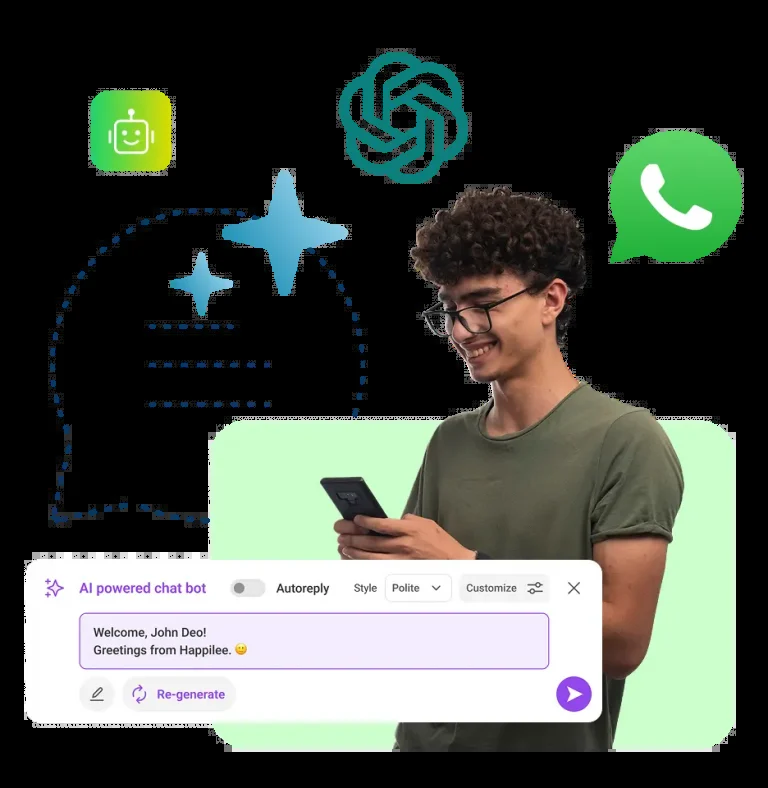 AI powered chat bot Autoreply Style Polite Customize
Welcome, John Deo!
Greetings from Happilee. 🙂
Re-generate